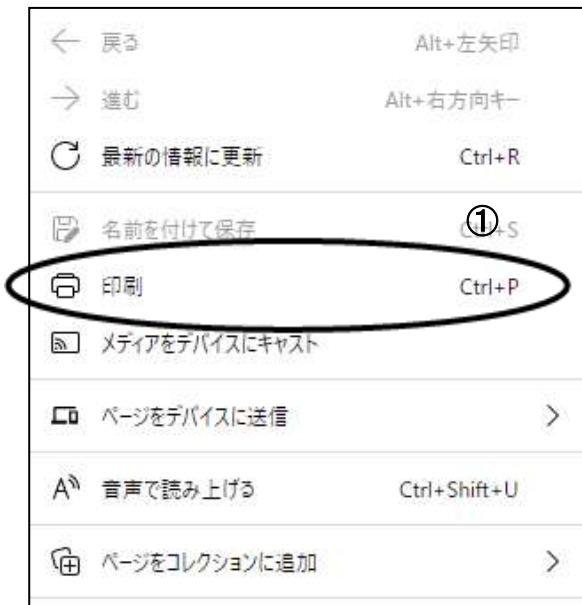 戻る Alt+左矢印
進む Alt+右方向キー
最新の情報に更新 Ctrl+R
①
名前を付けて保存 Ctrl+S
印刷 Ctrl+P
メディアをデバイスにキャスト
ページをデバイスに送信
音声で読み上げる Ctrl+Shift+U
ページをコレクションに追加